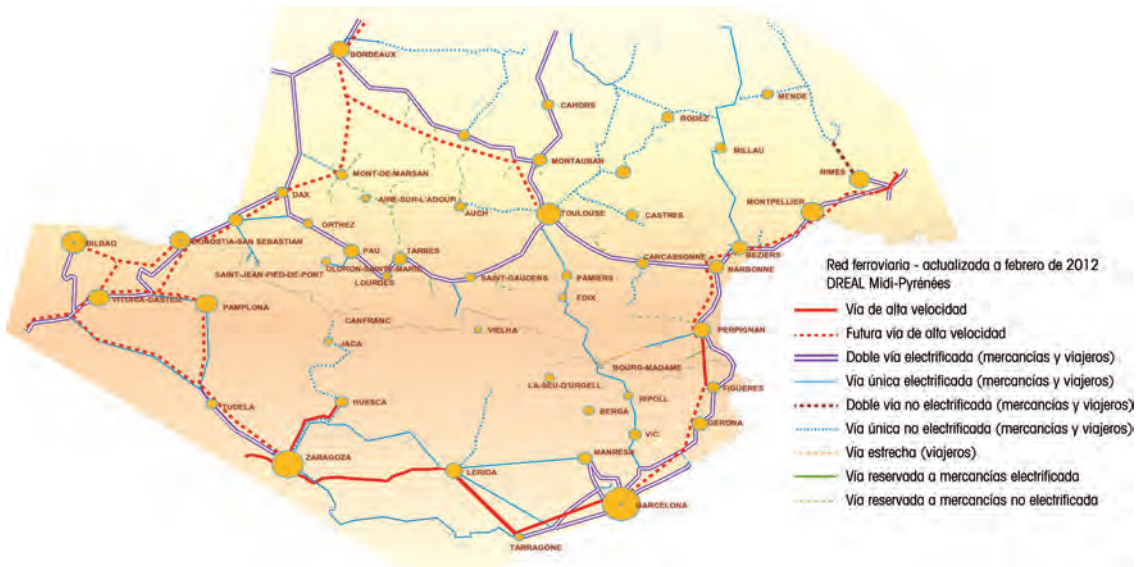 BORDEAUX
CAHORS
MENDE
RODEZ
MONTAUBAN
MILLAU
NIMES
MONT-DE-MARSAN
DAX
AIRE-SUR-L'ADOUR
AUCH
TOULOUSE
CASTRES
MONTPELLIER
ORTHEZ
BILBAO
DONOSTIA-SAN SEBASTIAN
PAU
TARBES
BÉZIERS
CARCASSONNE
NARBONNE
OLORON-SAINTE-MARIE
SAINT-JEAN-PIED-DE-PORT
LOURDES
SAINT-GAUDENS
PAMIERS
FOIX
VITORIA-GASTEIZ
PAMPLONA
CANFRANC
VIELHA
PERPIGNAN
JACA
BOURG-MADAME
LA-SEU-D'URGELL
FIGUERES
TUDELA
HUESCA
RIPOLL
BERGA
GERONA
VIC
ZARAGOZA
LERIDA
MANRESA
BARCELONA
TARRAGONE
Red ferroviaria - actualizada a febrero de 2012
DREAL Midi-Pyrénées
Vía de alta velocidad
Futura vía de alta velocidad
Doble vía electrificada (mercancías y viajeros)
Vía única electrificada (mercancías y viajeros)
Doble vía no electrificada (mercancías y viajeros)
Vía única no electrificada (mercancías y viajeros)
Vía estrecha (viajeros)
Vía reservada a mercancías electrificada
Vía reservada a mercancías no electrificada